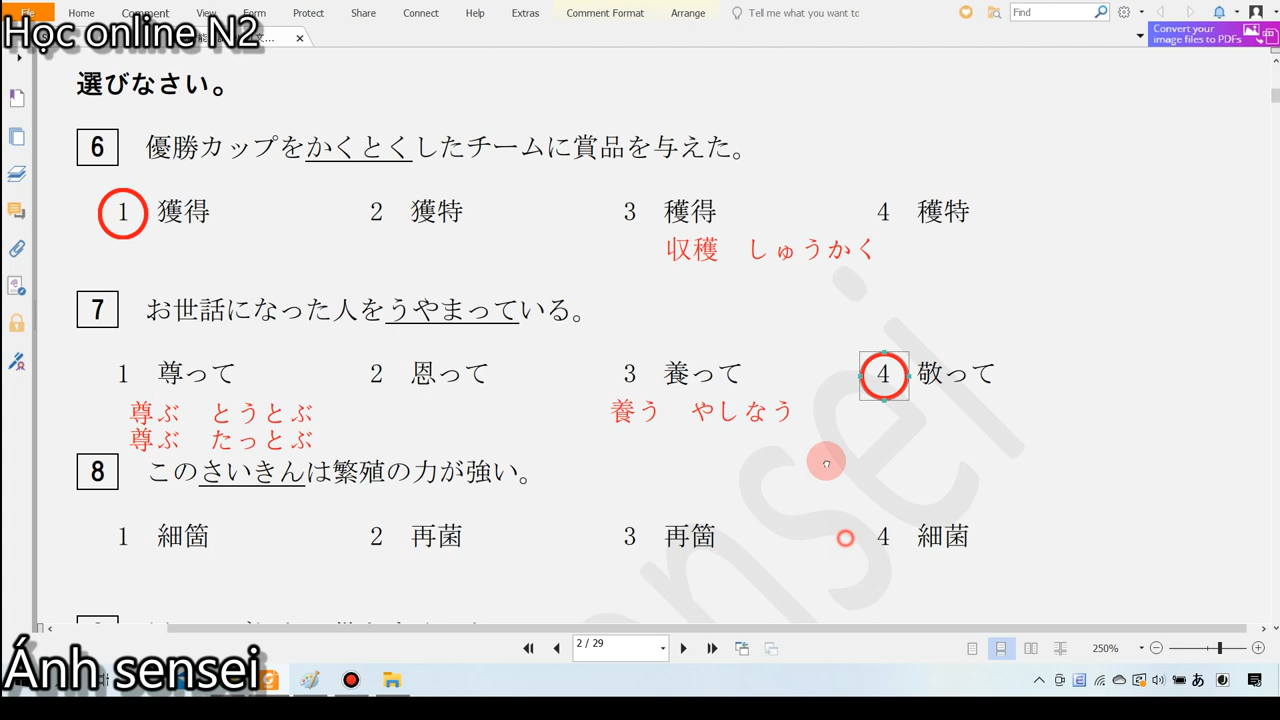 File Home Comment View Form Protect Share Connect Help Extras Comment Format Arrange Tell me what you want to Find
Học online N2
Convert your
image files to PDFs
選びなさい。
6 優勝カップをかくとくしたチームに賞品を与えた。
1 獲得 2 獲特 3 穫得 4 穫特
収穫 しゅうかく
7 お世話になった人をうやまっている。
1 尊って 2 恩って 3 養って 4 敬って
尊ぶ とうとぶ 養う やしなう
尊ぶ たっとぶ
8 このさいきんは繁殖の力が強い。
1 細箇 2 再菌 3 再箇 4 細菌
ensei
2 / 29
250%
Ánh sensei
あ